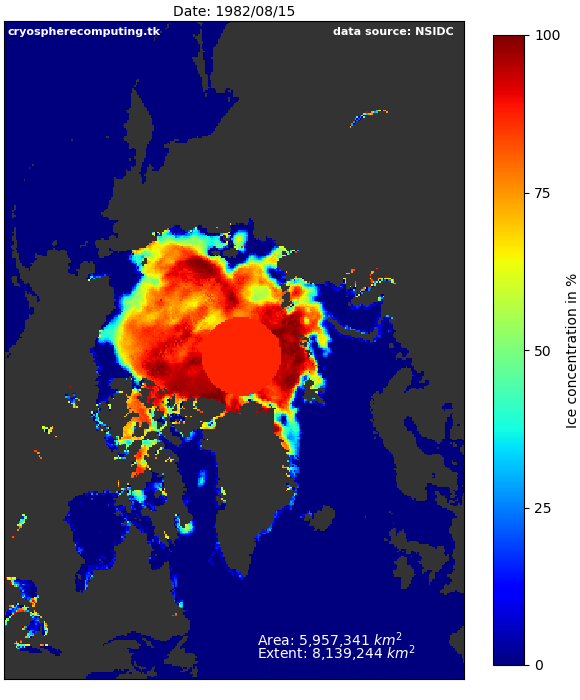 Date: 1982/08/15
cryospherecomputing.tk data source: NSIDC
100
75
50
25
0
Ice concentration in %
Area: 5,957,341 km²
Extent: 8,139,244 km²